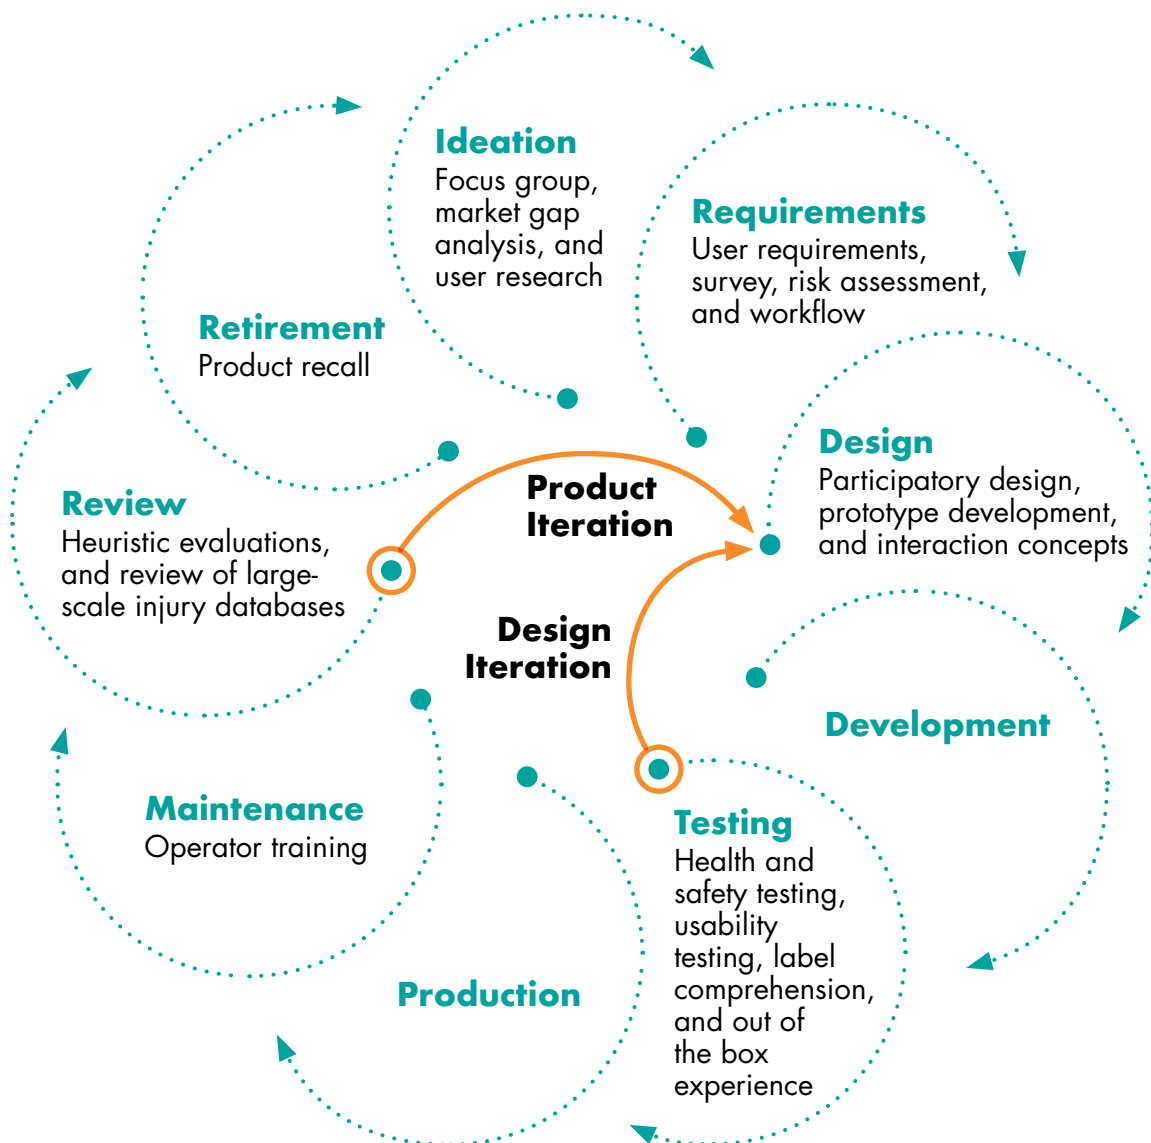 Ideation
Focus group,
market gap
analysis, and
user research
Requirements
User requirements,
survey, risk assessment,
and workflow
Retirement
Product recall
Design
Participatory design,
prototype development,
and interaction concepts
Product
Iteration
Review
Heuristic evaluations,
and review of large-
scale injury databases
Design
Iteration
Development
Maintenance
Operator training
Testing
Health and
safety testing,
usability
testing, label
comprehension,
and out of
the box
experience
Production